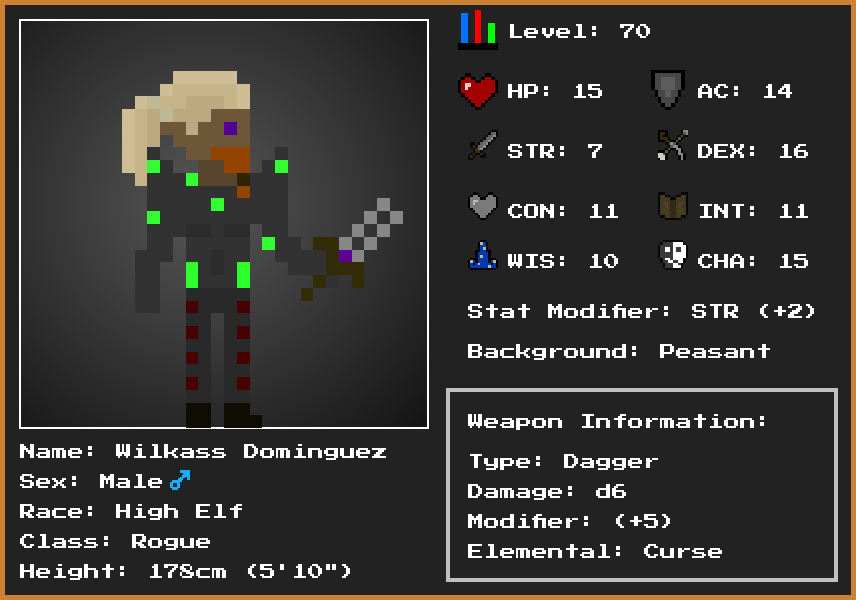 Level: 70
HP: 15
AC: 14
STR: 7
DEX: 16
CON: 11
INT: 11
WIS: 10
CHA: 15
Stat Modifier: STR (+2)
Background: Peasant
Weapon Information:
Type: Dagger
Damage: d6
Modifier: (+5)
Elemental: Curse
Name: Wilkass Dominguez
Sex: Male ♂
Race: High Elf
Class: Rogue
Height: 178cm (5'10")